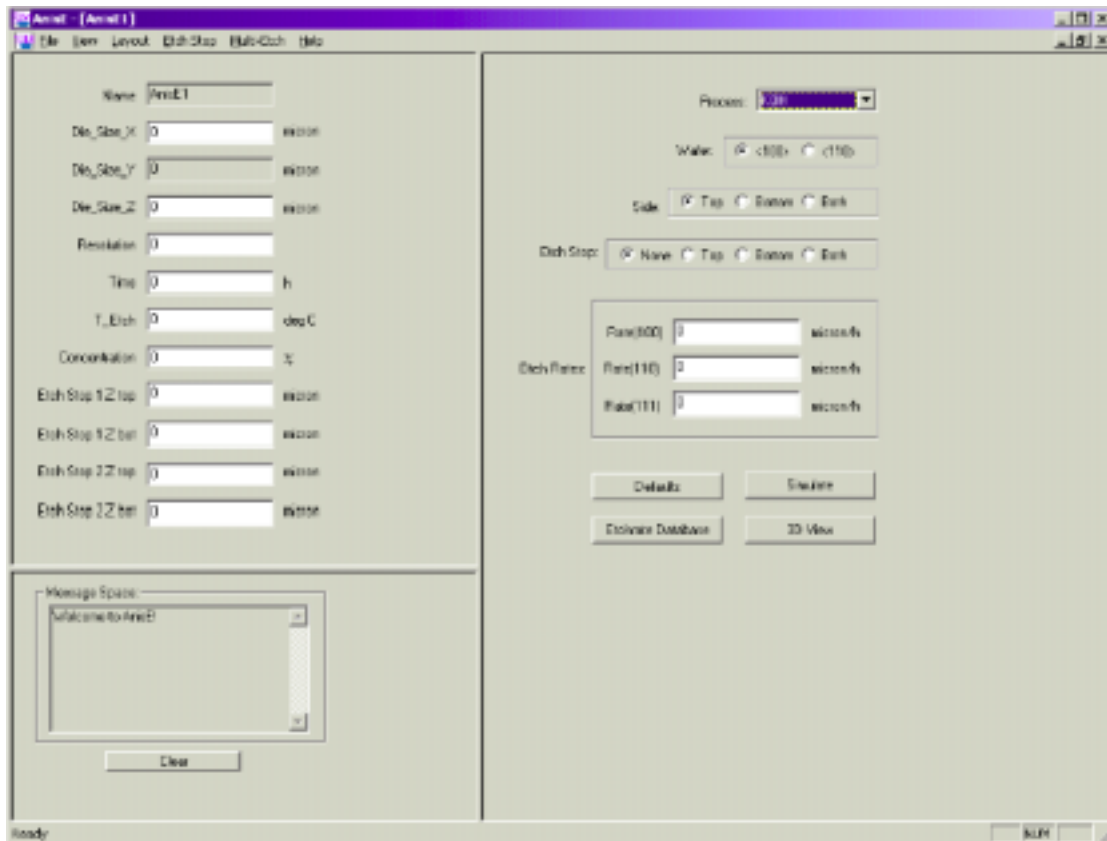 AnisE - [AnisE1]
File View Layout Etch Stop Multi-Etch Help
Name AnisE1
Die_Size_X 0 micron
Die_Size_Y 0 micron
Die_Size_Z 0 micron
Resolution 0
Time 0 h
T_Etch 0 deg C
Concentration 0 %
Etch Stop 1 Z top 0 micron
Etch Stop 1 Z bot 0 micron
Etch Stop 2 Z top 0 micron
Etch Stop 2 Z bot 0 micron
Process: KOH
Wafer: <100> <110>
Side: Top Bottom Both
Etch Stop: None Top Bottom Both
Etch Rates:
Rate(100) 0 micron/h
Rate(110) 0 micron/h
Rate(111) 0 micron/h
Defaults Simulate
Etchrate Database 3D View
Message Space:
Welcome to AnisE!
Clear
Ready NUM